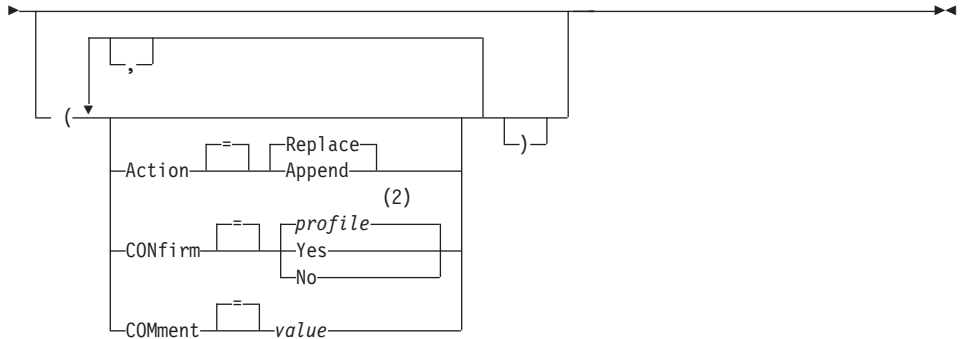 ,
(
)
= Replace
Action Append
(2)
= profile
CONfirm Yes
No
=
COMment value